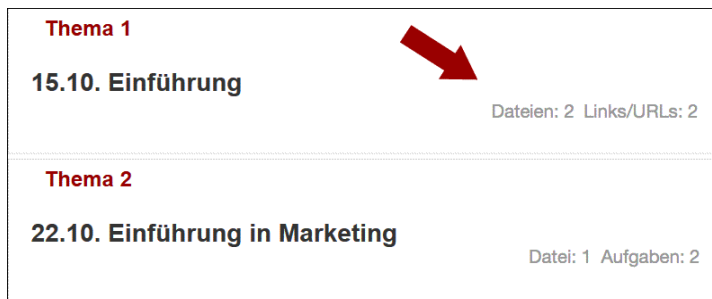 Thema 1
15.10. Einführung
Dateien: 2 Links/URLs: 2
Thema 2
22.10. Einführung in Marketing
Datei: 1 Aufgaben: 2